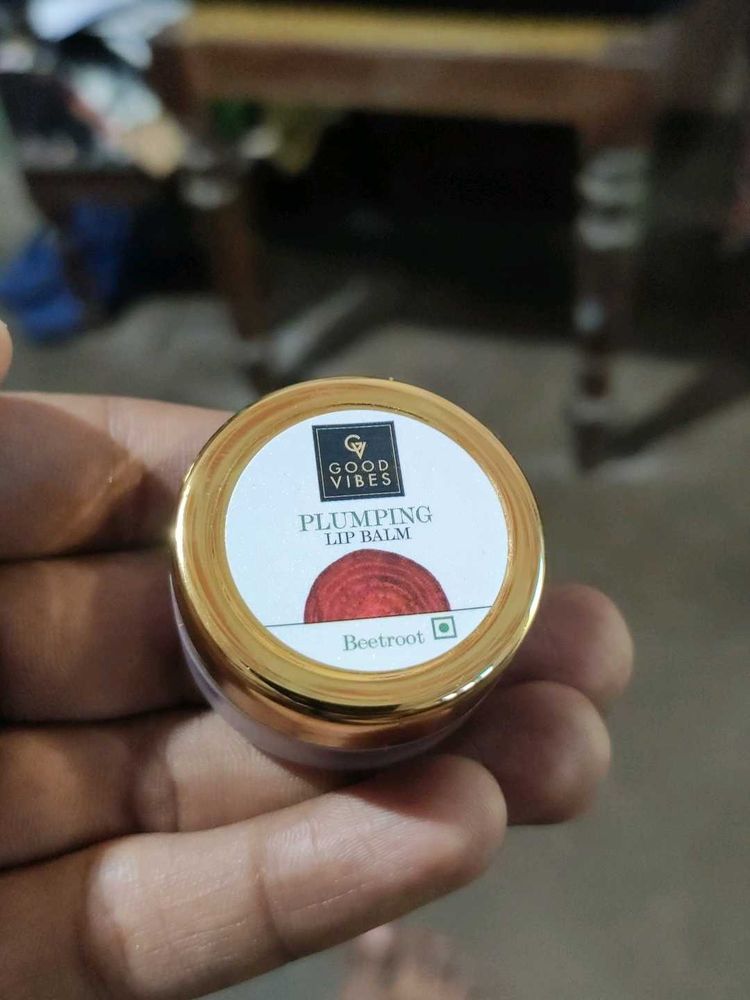 GV
GOOD
VIBES
PLUMPING
LIP BALM
Beetroot